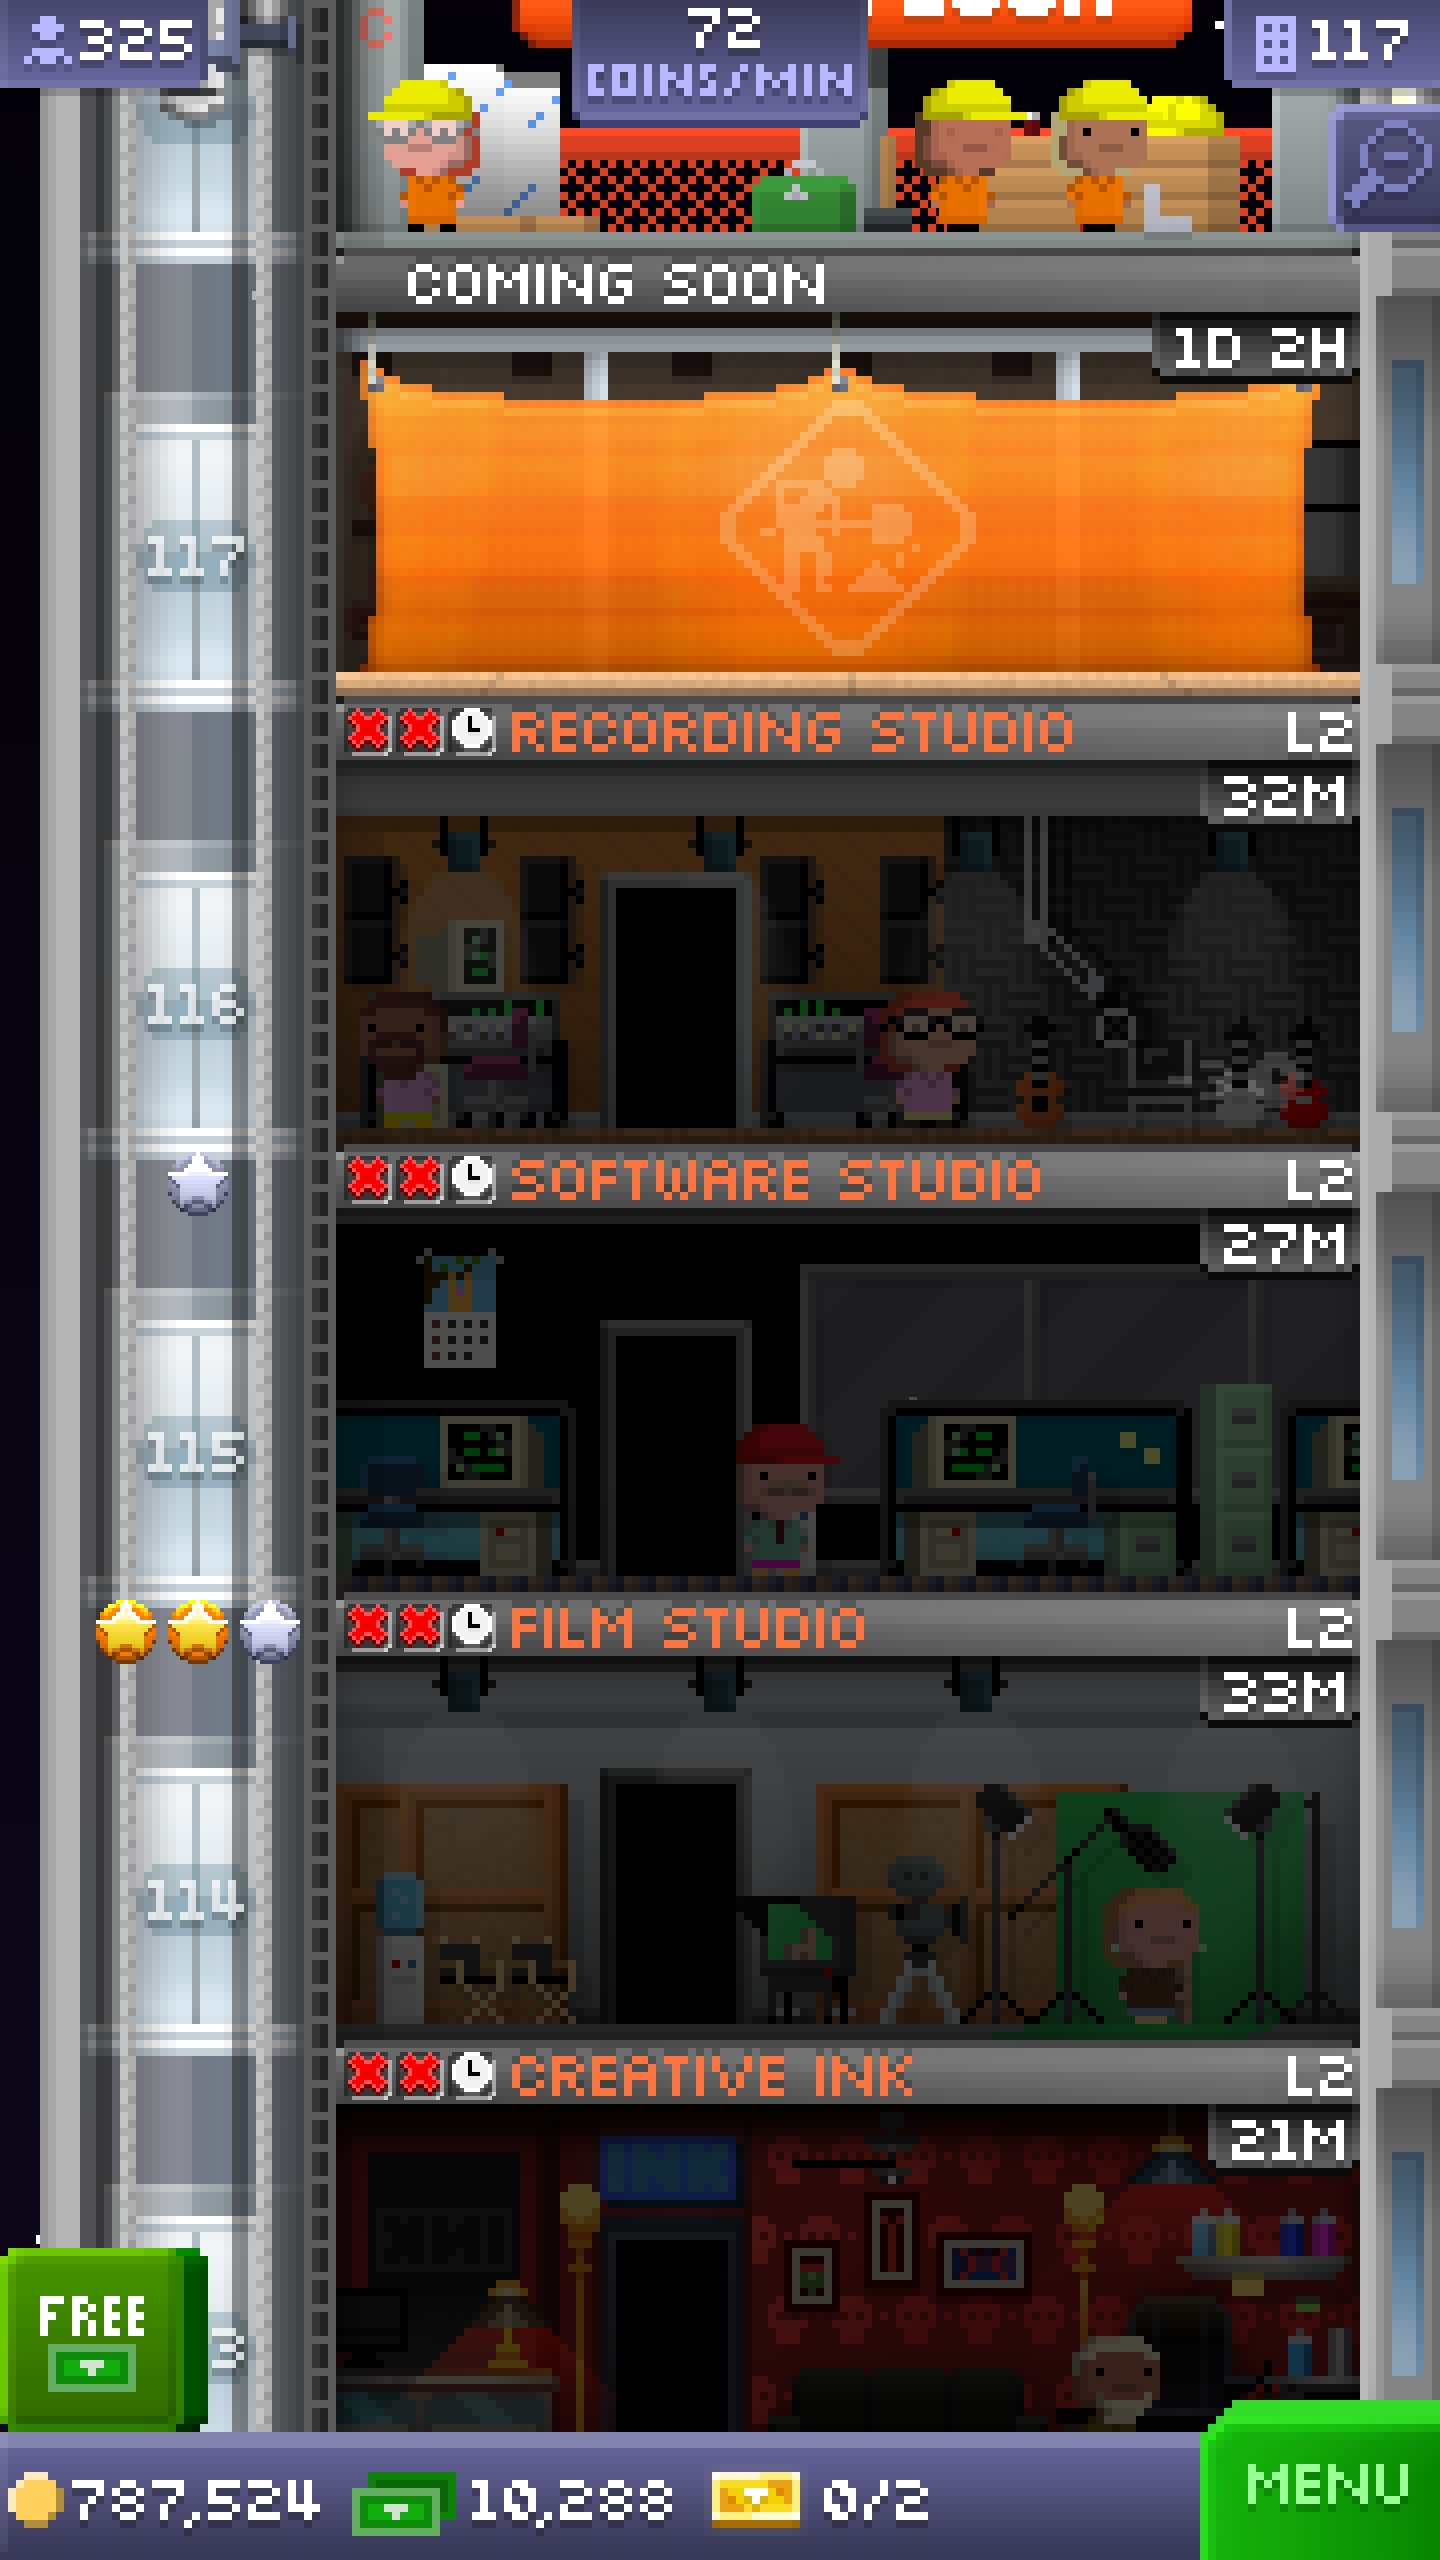 325
72
COINS/MIN
117
COMING SOON
1D 2H
117
RECORDING STUDIO L2
32M
116
SOFTWARE STUDIO L2
27M
115
FILM STUDIO L2
33M
114
CREATIVE INK L2
21M
INK
FREE
3
787,524 10,288 0/2
MENU